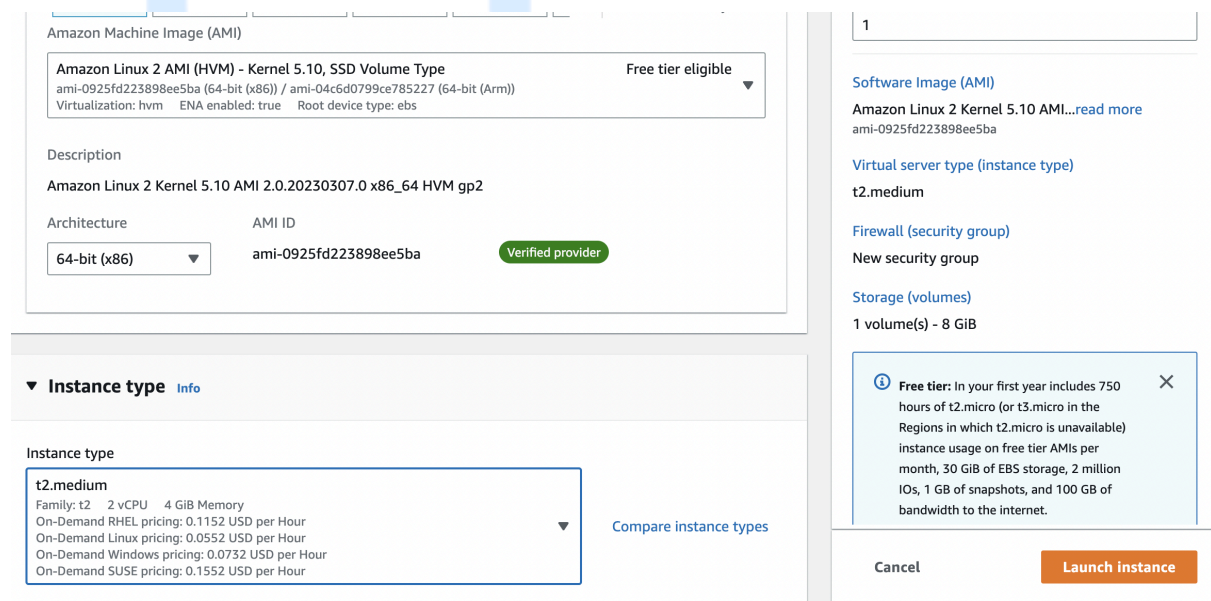 Amazon Machine Image (AMI)
Amazon Linux 2 AMI (HVM) - Kernel 5.10, SSD Volume Type
Free tier eligible
ami-0925fd223898ee5ba (64-bit (x86)) / ami-04c6d0799ce785227 (64-bit (Arm))
Virtualization: hvm ENA enabled: true Root device type: ebs
Description
Amazon Linux 2 Kernel 5.10 AMI 2.0.20230307.0 x86_64 HVM gp2
Architecture
AMI ID
64-bit (x86)
ami-0925fd223898ee5ba
Verified provider
Instance type Info
Instance type
t2.medium
Family: t2 2 vCPU 4 GiB Memory
On-Demand RHEL pricing: 0.1152 USD per Hour
On-Demand Linux pricing: 0.0552 USD per Hour
On-Demand Windows pricing: 0.0732 USD per Hour
On-Demand SUSE pricing: 0.1552 USD per Hour
Compare instance types
1
Software Image (AMI)
Amazon Linux 2 Kernel 5.10 AMI...read more
ami-0925fd223898ee5ba
Virtual server type (instance type)
t2.medium
Firewall (security group)
New security group
Storage (volumes)
1 volume(s) - 8 GiB
Free tier: In your first year includes 750
hours of t2.micro (or t3.micro in the
Regions in which t2.micro is unavailable)
instance usage on free tier AMIs per
month, 30 GiB of EBS storage, 2 million
IOs, 1 GB of snapshots, and 100 GB of
bandwidth to the internet.
Cancel
Launch instance